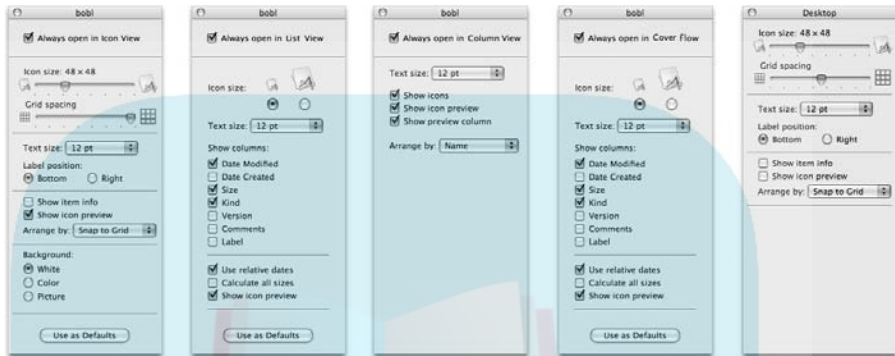 bobl
Always open in Icon View
Icon size: 48 × 48
Grid spacing
Text size: 12 pt
Label position:
Bottom Right
Show item info
Show icon preview
Arrange by: Snap to Grid
Background:
White
Color
Picture
Use as Defaults
bobl
Always open in List View
Icon size:
Text size: 12 pt
Show columns:
Date Modified
Date Created
Size
Kind
Version
Comments
Label
Use relative dates
Calculate all sizes
Show icon preview
Use as Defaults
bobl
Always open in Column View
Text size: 12 pt
Show icons
Show icon preview
Show preview column
Arrange by: Name
bobl
Always open in Cover Flow
Icon size:
Text size: 12 pt
Show columns:
Date Modified
Date Created
Size
Kind
Version
Comments
Label
Use relative dates
Calculate all sizes
Show icon preview
Use as Defaults
Desktop
Icon size: 48 × 48
Grid spacing
Text size: 12 pt
Label position:
Bottom Right
Show item info
Show icon preview
Arrange by: Snap to Grid